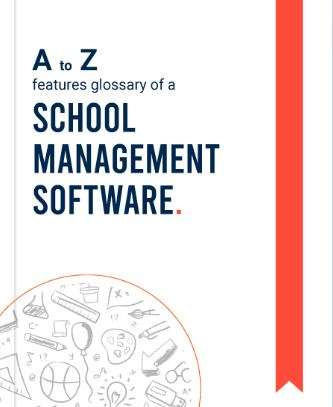 A to Z
features glossary of a
SCHOOL
MANAGEMENT
SOFTWARE.